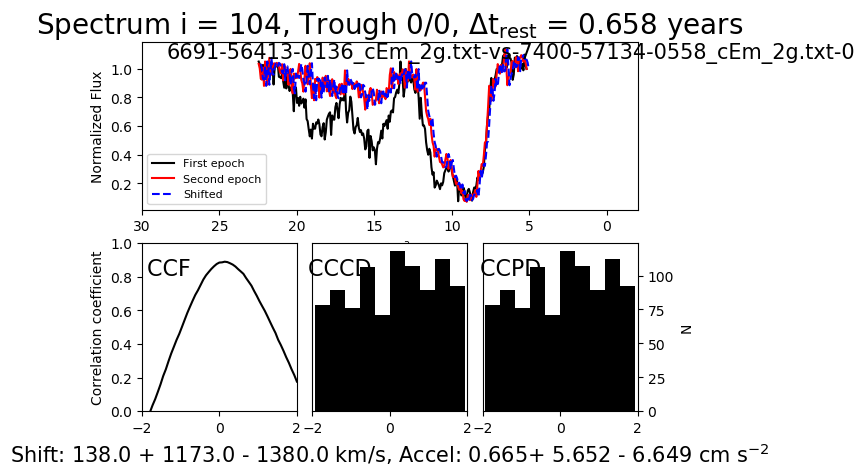 Spectrum i = 104, Trough 0/0, Δt_rest = 0.658 years
6691-56413-0136_cEm_2g.txt-vs-7400-57134-0558_cEm_2g.txt-0
Normalized Flux
1.0
0.8
0.6
0.4
0.2
First epoch
Second epoch
Shifted
30 25 20 15 10 5 0
Correlation coefficient
1.0
0.8
0.6
0.4
0.2
0.0
CCF
CCCD
CCPD
100
75
50
25
0
N
−2 0 2
−2 0 2
−2 0 2
Shift: 138.0 + 1173.0 - 1380.0 km/s, Accel: 0.665+ 5.652 - 6.649 cm s⁻²